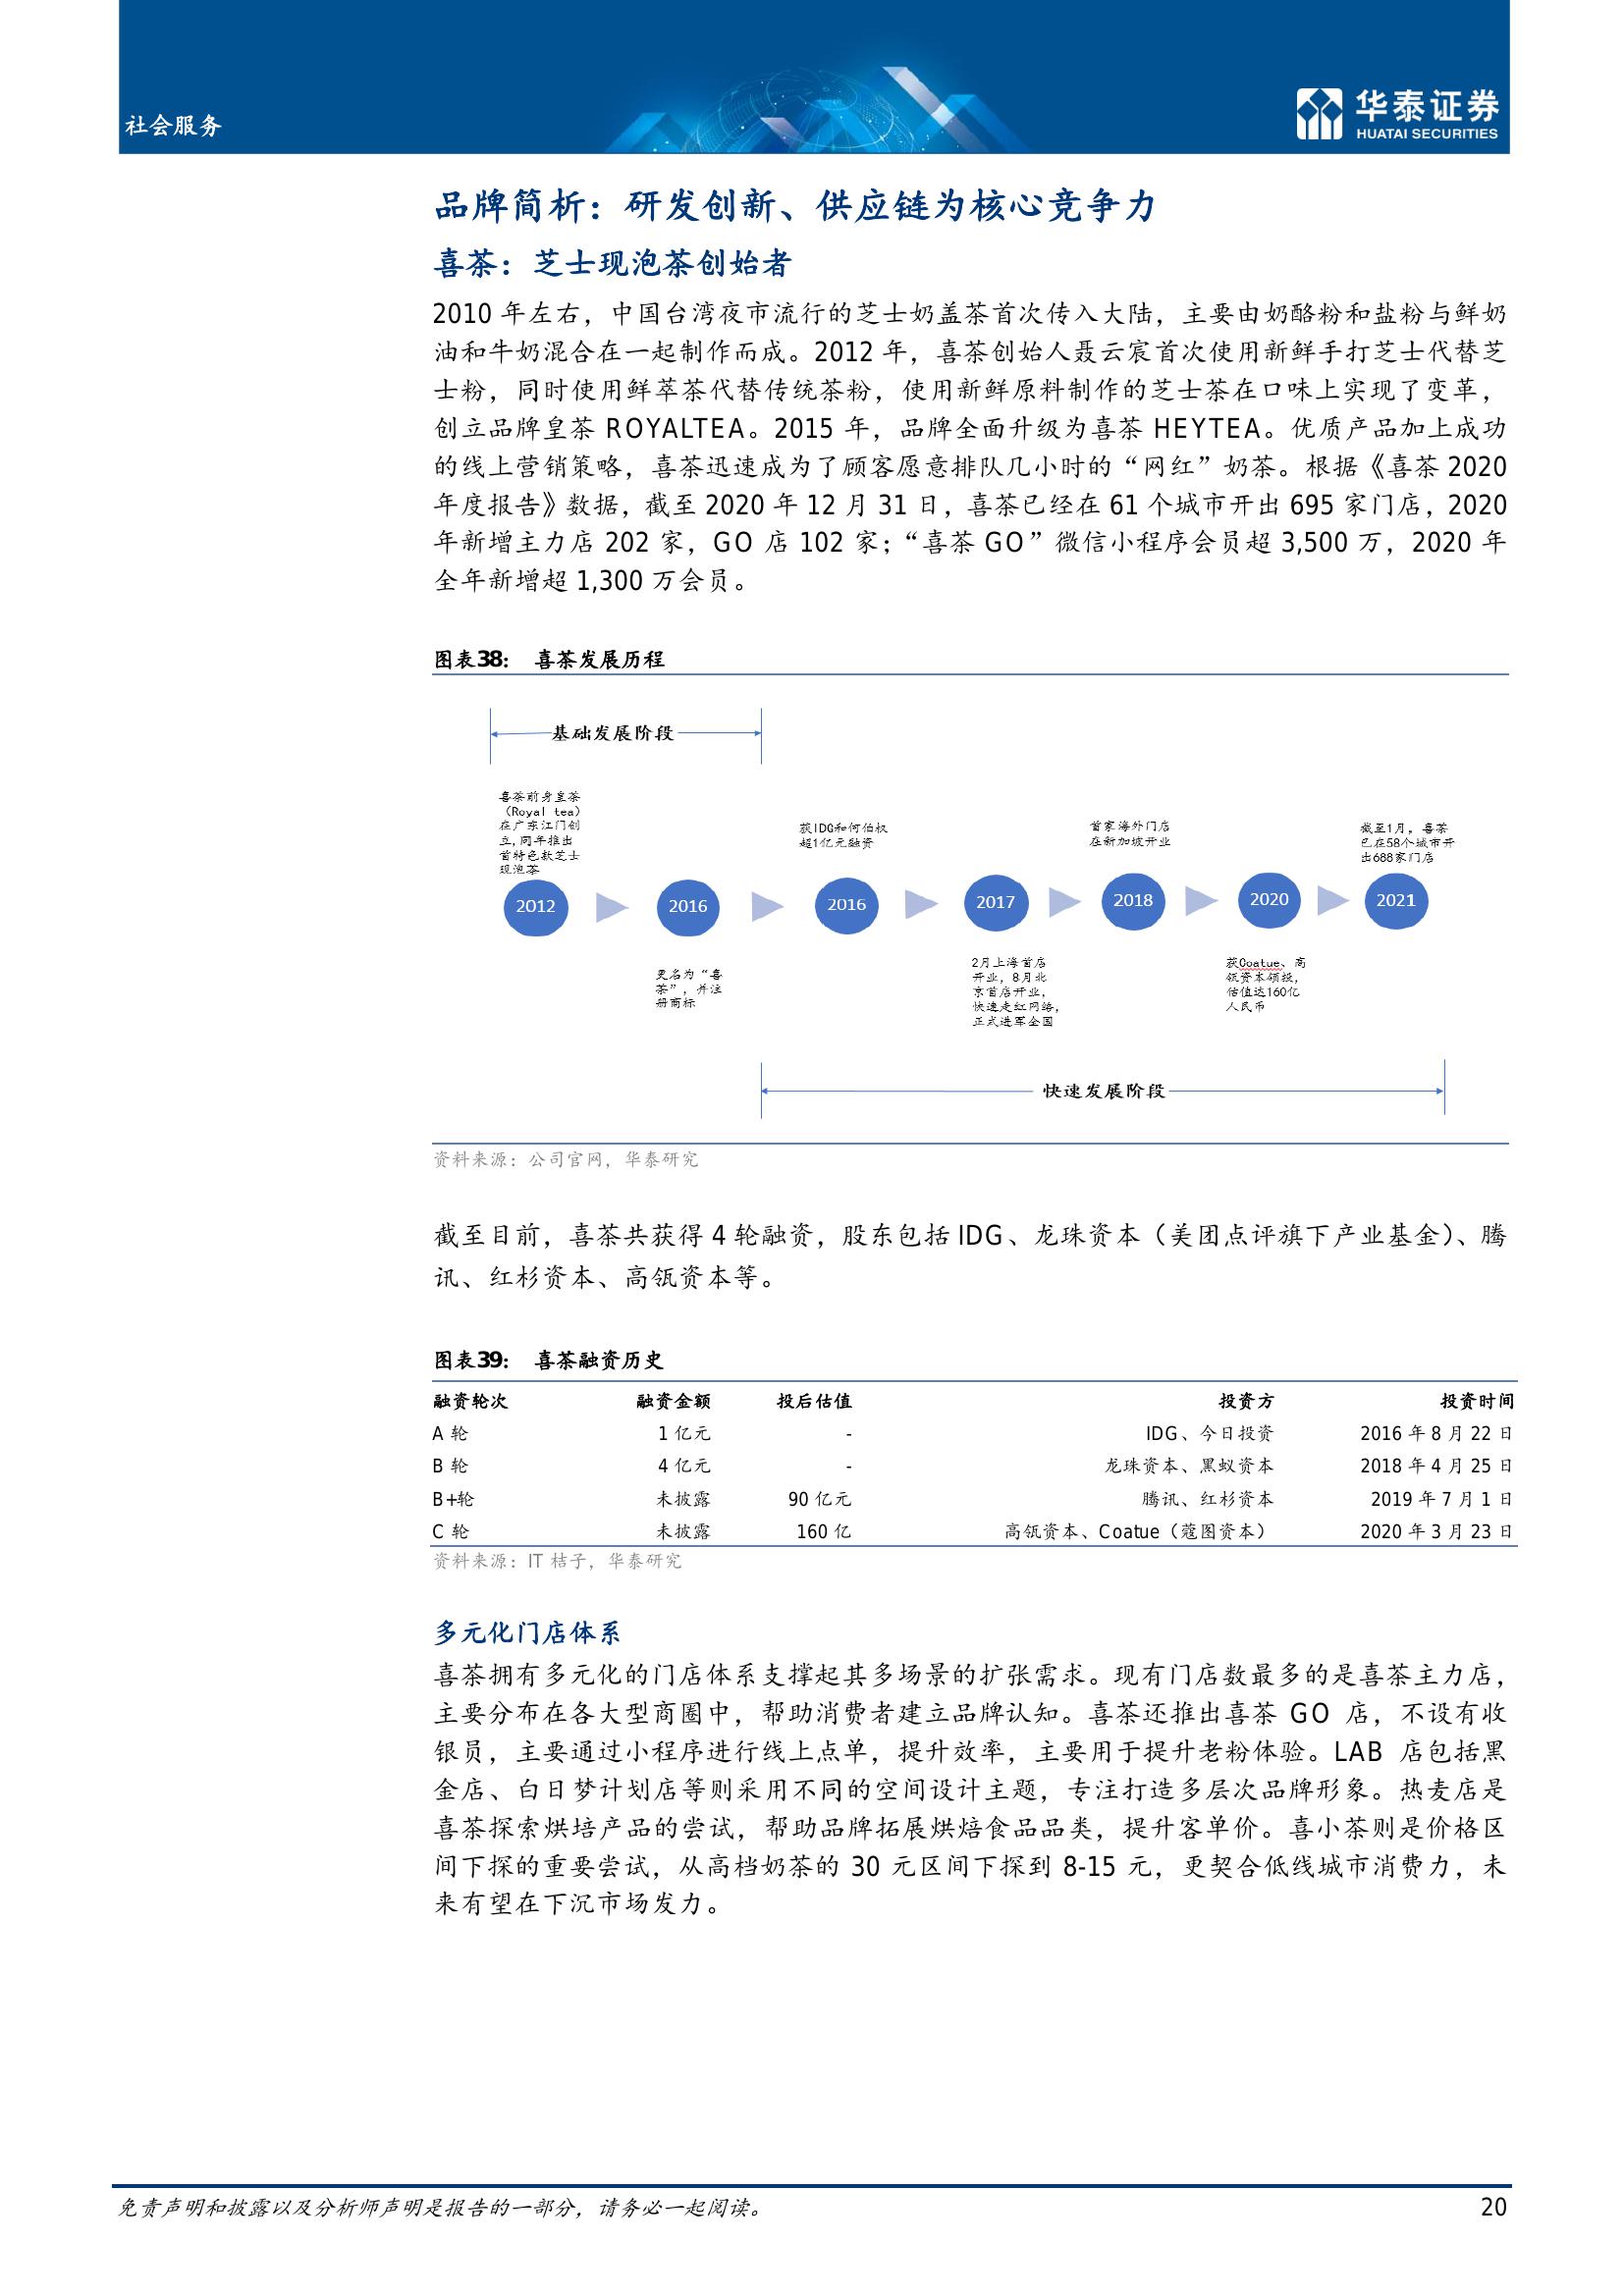 社会服务
华泰证券
HUATAI SECURITIES
品牌简析：研发创新、供应链为核心竞争力
喜茶：芝士现泡茶创始者
2010 年左右，中国台湾夜市流行的芝士奶盖茶首次传入大陆，主要由奶酪粉和盐粉与鲜奶
油和牛奶混合在一起制作而成。2012 年，喜茶创始人聂云宸首次使用新鲜手打芝士代替芝
士粉，同时使用鲜萃茶代替传统茶粉，使用新鲜原料制作的芝士茶在口味上实现了变革，
创立品牌皇茶 ROYALTEA。2015 年，品牌全面升级为喜茶 HEYTEA。优质产品加上成功
的线上营销策略，喜茶迅速成为了顾客愿意排队几小时的“网红”奶茶。根据《喜茶 2020
年度报告》数据，截至 2020 年 12 月 31 日，喜茶已经在 61 个城市开出 695 家门店，2020
年新增主力店 202 家，GO 店 102 家；“喜茶 GO”微信小程序会员超 3,500 万，2020 年
全年新增超 1,300 万会员。
图表38： 喜茶发展历程
基础发展阶段
喜茶前身皇茶
（Royal tea）
在广东江门创
立,同年推出
首特色款芝士
现泡茶
获IDG和何伯权
超1亿元融资
首家海外门店
在新加坡开业
截至1月，喜茶
已在58个城市开
出688家门店
2012
2016
2016
2017
2018
2020
2021
更名为“喜
茶”，并注
册商标
2月上海首店
开业，8月北
京首店开业，
快速走红网络，
正式进军全国
获Coatue、高
瓴资本领投，
估值达160亿
人民币
快速发展阶段
资料来源：公司官网，华泰研究
截至目前，喜茶共获得 4 轮融资，股东包括 IDG、龙珠资本（美团点评旗下产业基金）、腾
讯、红杉资本、高瓴资本等。
图表39： 喜茶融资历史
融资轮次 融资金额 投后估值 投资方 投资时间
A 轮 1 亿元 - IDG、今日投资 2016 年 8 月 22 日
B 轮 4 亿元 - 龙珠资本、黑蚁资本 2018 年 4 月 25 日
B+轮 未披露 90 亿元 腾讯、红杉资本 2019 年 7 月 1 日
C 轮 未披露 160 亿 高瓴资本、Coatue（蔻图资本） 2020 年 3 月 23 日
资料来源：IT 桔子，华泰研究
多元化门店体系
喜茶拥有多元化的门店体系支撑起其多场景的扩张需求。现有门店数最多的是喜茶主力店，
主要分布在各大型商圈中，帮助消费者建立品牌认知。喜茶还推出喜茶 GO 店，不设有收
银员，主要通过小程序进行线上点单，提升效率，主要用于提升老粉体验。LAB 店包括黑
金店、白日梦计划店等则采用不同的空间设计主题，专注打造多层次品牌形象。热麦店是
喜茶探索烘培产品的尝试，帮助品牌拓展烘焙食品品类，提升客单价。喜小茶则是价格区
间下探的重要尝试，从高档奶茶的 30 元区间下探到 8-15 元，更契合低线城市消费力，未
来有望在下沉市场发力。
免责声明和披露以及分析师声明是报告的一部分，请务必一起阅读。
20